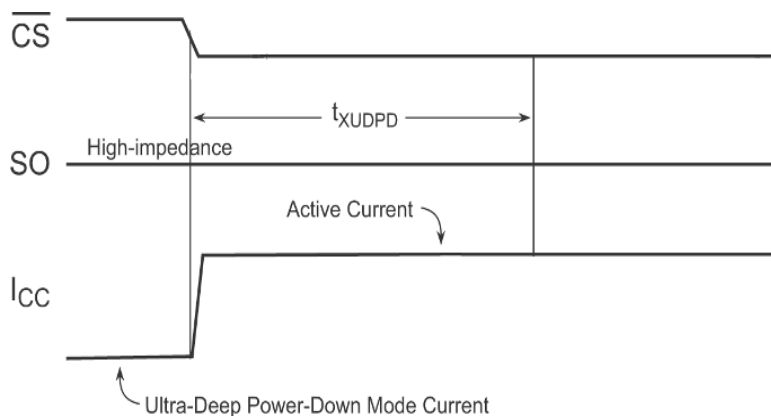 CS
tXUDPD
High-impedance
SO
Active Current
ICC
Ultra-Deep Power-Down Mode Current